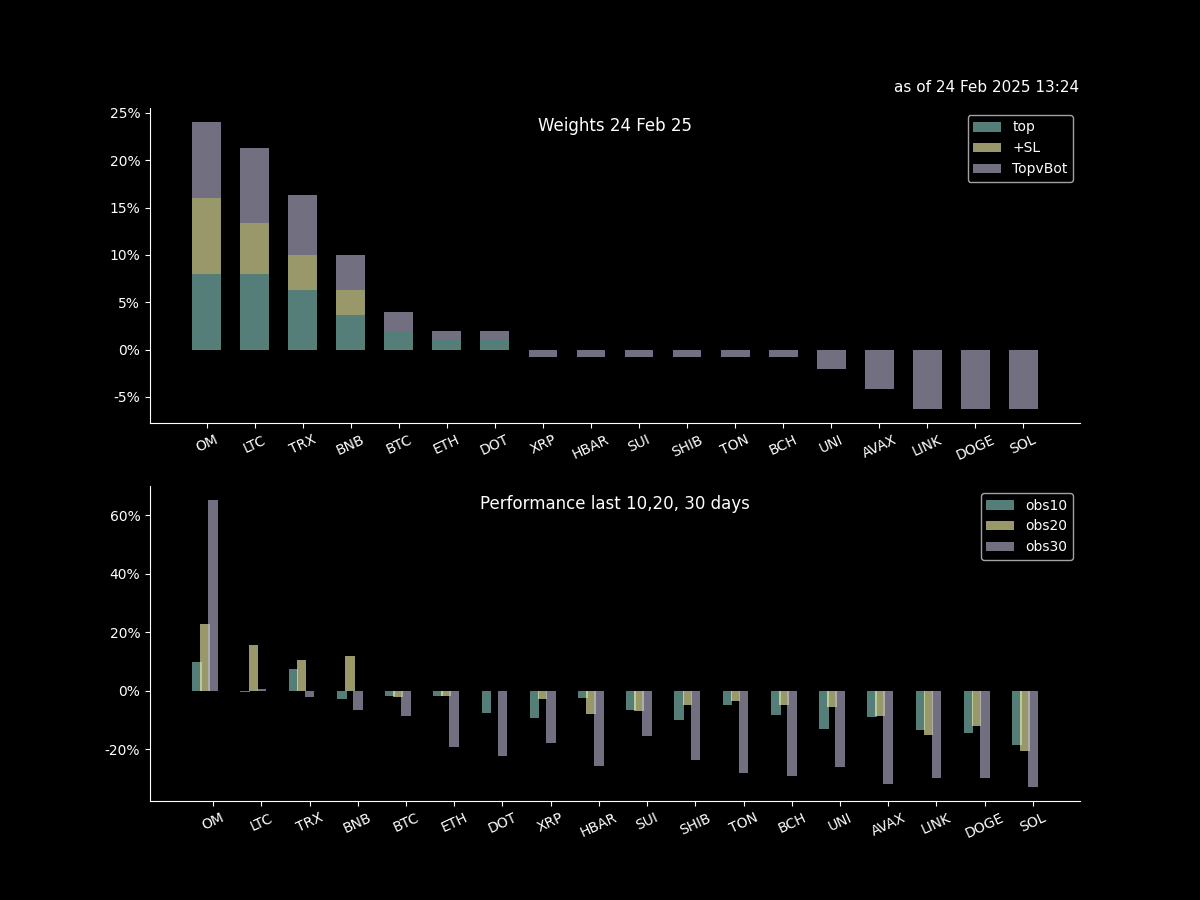 as of 24 Feb 2025 13:24
Weights 24 Feb 25
top
+SL
TopvBot
25%
20%
15%
10%
5%
0%
-5%
OM LTC TRX BNB BTC ETH DOT XRP HBAR SUI SHIB TON BCH UNI AVAX LINK DOGE SOL
Performance last 10,20, 30 days
obs10
obs20
obs30
60%
40%
20%
0%
-20%
OM LTC TRX BNB BTC ETH DOT XRP HBAR SUI SHIB TON BCH UNI AVAX LINK DOGE SOL